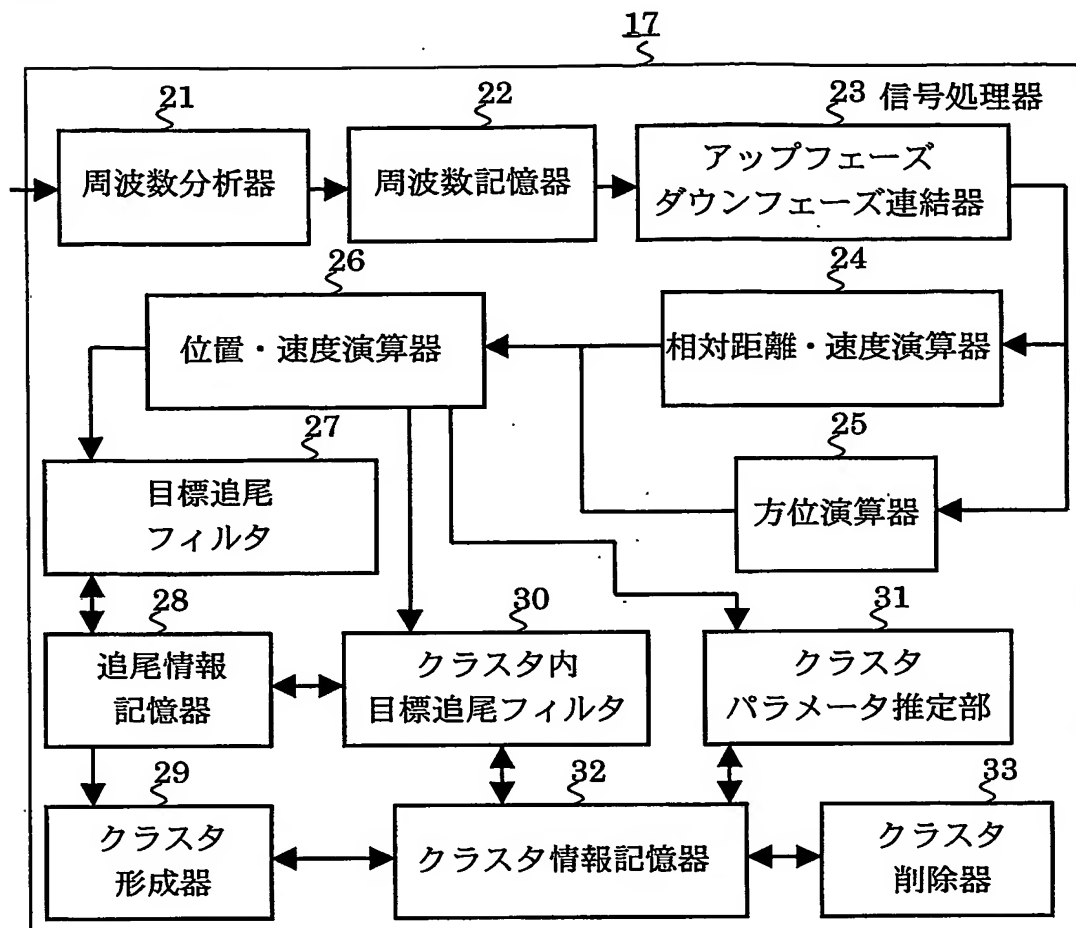 17
信号処理器
21
周波数分析器
22
周波数記憶器
23
アップフェーズ
ダウンフェーズ連結器
26
位置・速度演算器
24
相対距離・速度演算器
27
目標追尾
フィルタ
25
方位演算器
28
追尾情報
記憶器
30
クラスタ内
目標追尾フィルタ
31
クラスタ
パラメータ推定部
29
クラスタ
形成器
32
クラスタ情報記憶器
33
クラスタ
削除器